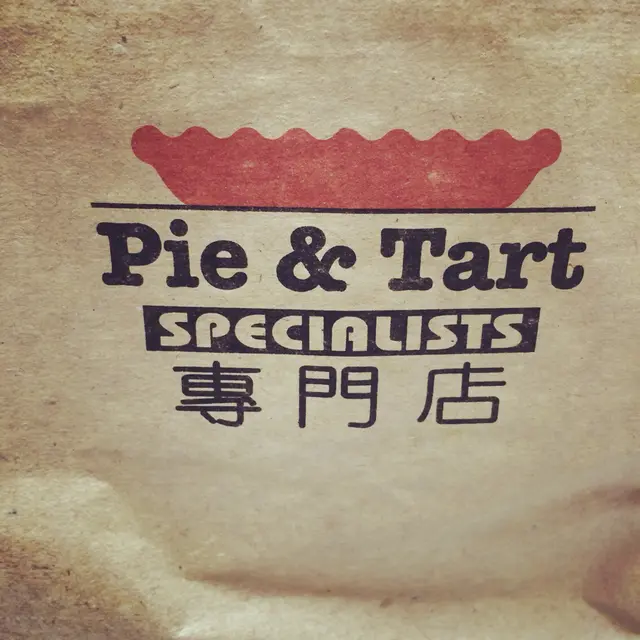 Pie & Tart
SPECIALISTS
專門店